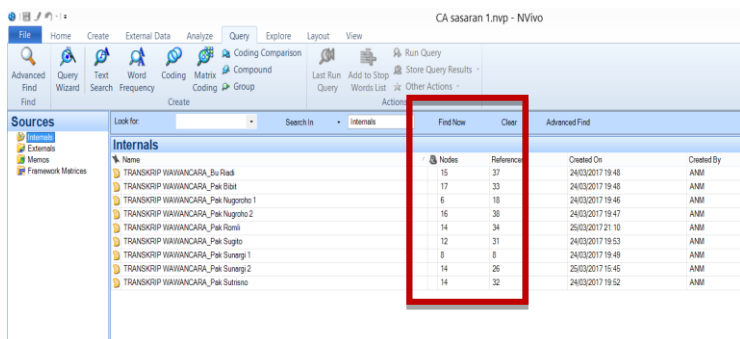 CA sasaran 1.nvp - NVivo
File Home Create External Data Analyze Query Explore Layout View
Advanced Find
Query Wizard
Text Search
Word Frequency
Coding
Matrix Coding
Coding Comparison
Compound
Group
Last Run Query
Add to Stop Words List
Run Query
Store Query Results
Other Actions
Find Create Actions
Sources
Internals
Externals
Memos
Framework Matrices
Look for: Search In Internals Find Now Clear Advanced Find
Internals
Name Nodes References Created On Created By
TRANSKRIP WAWANCARA_Bu Riadi 15 37 24/03/2017 19:48 ANM
TRANSKRIP WAWANCARA_Pak Bibit 17 33 24/03/2017 19:48 ANM
TRANSKRIP WAWANCARA_Pak Nugoroho 1 6 18 24/03/2017 19:46 ANM
TRANSKRIP WAWANCARA_Pak Nugroho 2 16 38 24/03/2017 19:47 ANM
TRANSKRIP WAWANCARA_Pak Romli 14 34 25/03/2017 21:10 ANM
TRANSKRIP WAWANCARA_Pak Sugito 12 31 24/03/2017 19:53 ANM
TRANSKRIP WAWANCARA_Pak Sunargi 1 8 8 24/03/2017 19:49 ANM
TRANSKRIP WAWANCARA_Pak Sunargi 2 14 26 25/03/2017 15:45 ANM
TRANSKRIP WAWANCARA_Pak Sutrisno 14 32 24/03/2017 19:52 ANM